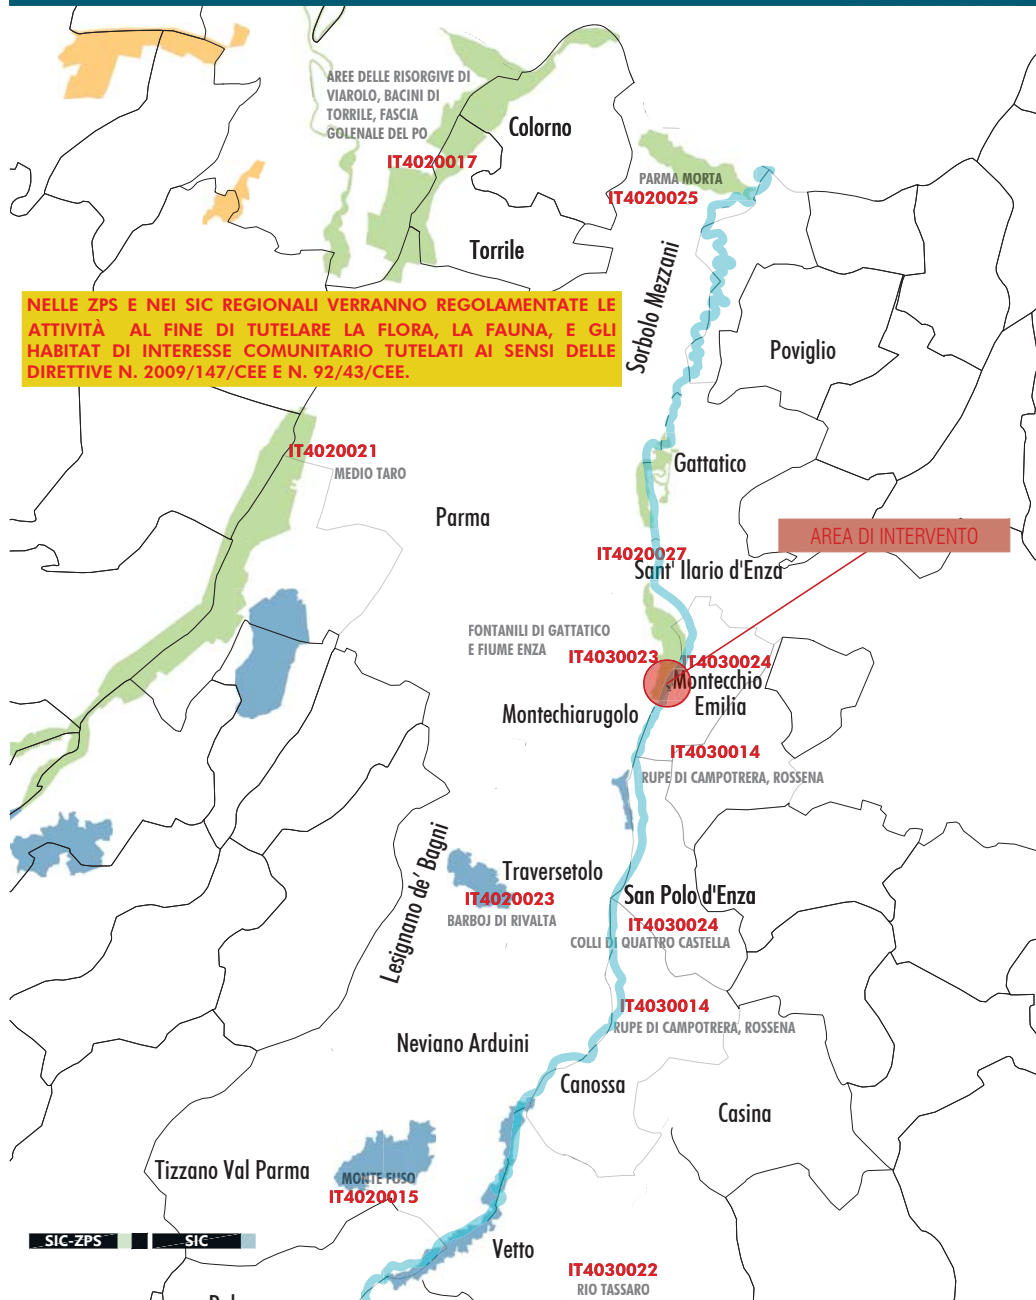 AREE DELLE RISORGIVE DI
VIAROLO, BACINI DI
TORRILE, FASCIA
GOLENALE DEL PO
IT4020017
Colorno
PARMA MORTA
IT4020025
Torrile
Sorbolo Mezzani
NELLE ZPS E NEI SIC REGIONALI VERRANNO REGOLAMENTATE LE
ATTIVITÀ AL FINE DI TUTELARE LA FLORA, LA FAUNA, E GLI
HABITAT DI INTERESSE COMUNITARIO TUTELATI AI SENSI DELLE
DIRETTIVE N. 2009/147/CEE E N. 92/43/CEE.
Poviglio
IT4020021
MEDIO TARO
Gattatico
Parma
AREA DI INTERVENTO
IT4020027
Sant' Ilario d'Enza
FONTANILI DI GATTATICO
E FIUME ENZA
IT4030023
IT4030024
Montecchio
Emilia
Montechiarugolo
IT4030014
RUPE DI CAMPOTRERA, ROSSENA
Lesignano de' Bagni
Traversetolo
IT4020023
BARBOJ DI RIVALTA
San Polo d'Enza
IT4030024
COLLI DI QUATTRO CASTELLA
IT4030014
RUPE DI CAMPOTRERA, ROSSENA
Neviano Arduini
Canossa
Casina
Tizzano Val Parma
MONTE FUSO
IT4020015
SIC-ZPS
SIC
Vetto
IT4030022
RIO TASSARO